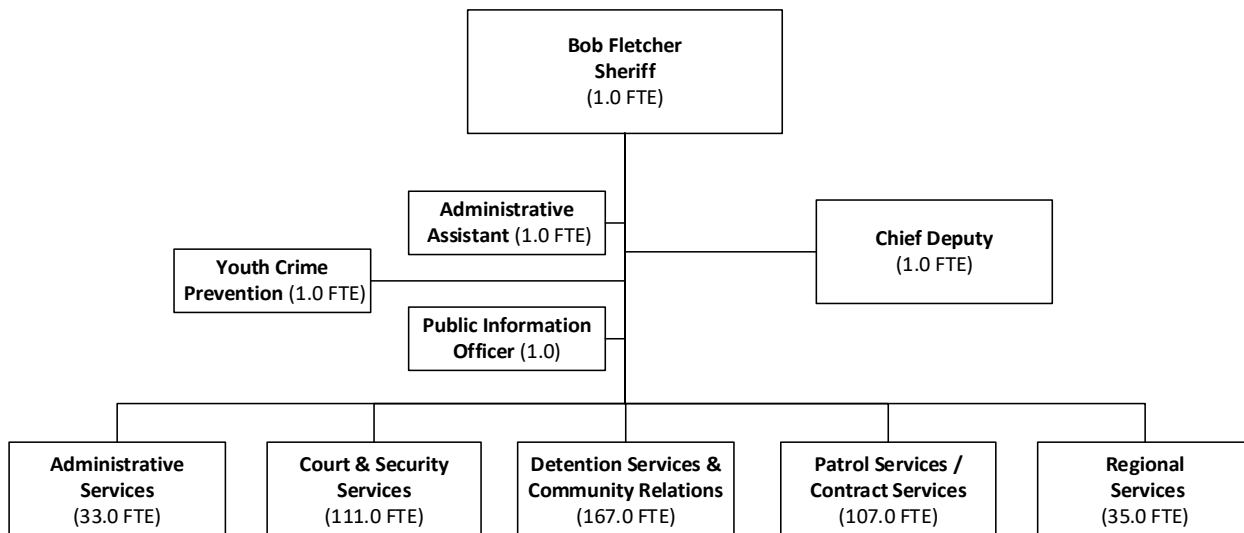 Bob Fletcher
Sheriff
(1.0 FTE)
Administrative
Assistant (1.0 FTE)
Chief Deputy
(1.0 FTE)
Youth Crime
Prevention (1.0 FTE)
Public Information
Officer (1.0)
Administrative
Services
(33.0 FTE)
Court & Security
Services
(111.0 FTE)
Detention Services &
Community Relations
(167.0 FTE)
Patrol Services /
Contract Services
(107.0 FTE)
Regional
Services
(35.0 FTE)